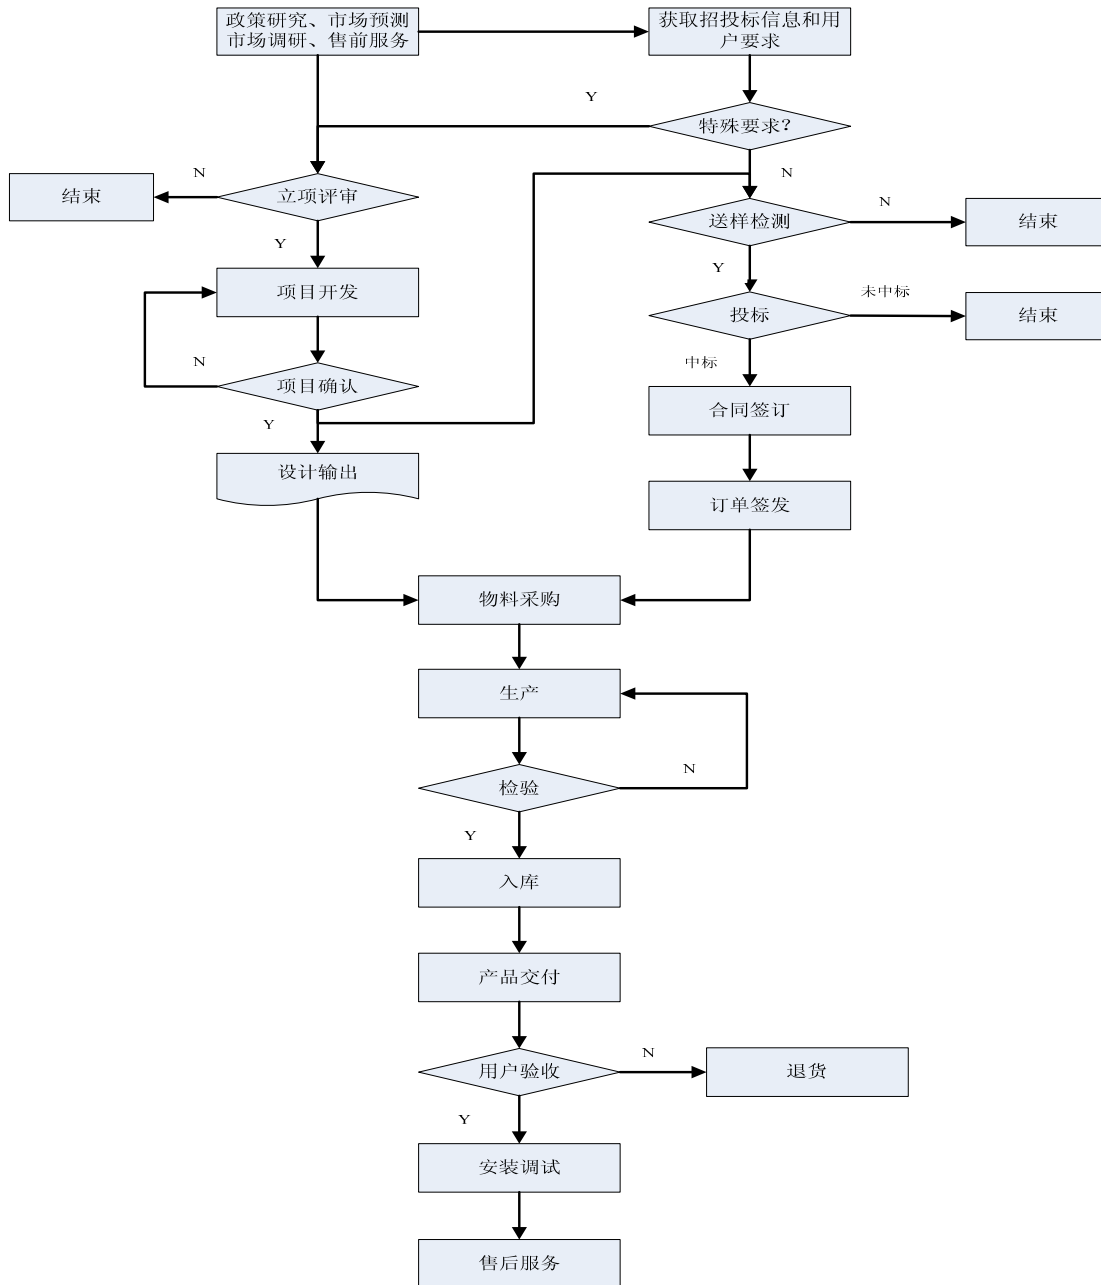 政策研究、市场预测
市场调研、售前服务
获取招投标信息和用
户要求
Y
特殊要求?
N
立项评审
结束
N
送样检测
N
结束
Y
Y
项目开发
投标
未中标
结束
N
项目确认
中标
合同签订
Y
设计输出
订单签发
物料采购
生产
N
检验
Y
入库
产品交付
用户验收
N
退货
Y
安装调试
售后服务